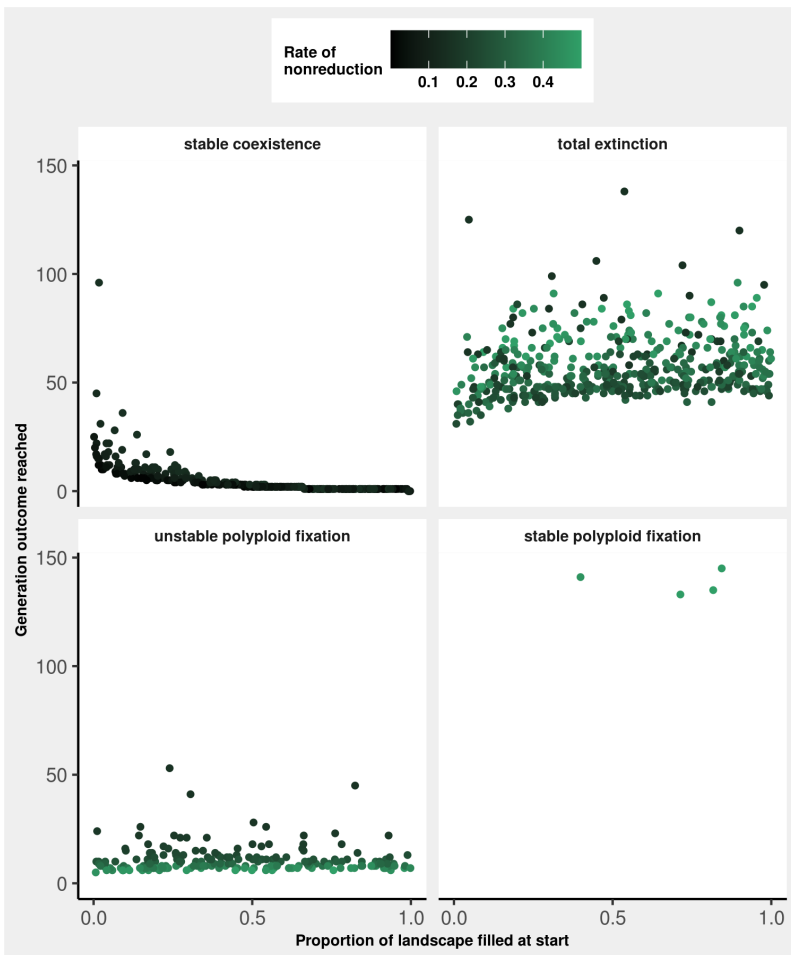 Rate of
nonreduction
0.1 0.2 0.3 0.4
stable coexistence
total extinction
150
100
50
0
unstable polyploid fixation
stable polyploid fixation
150
100
50
0
0.0 0.5 1.0
0.0 0.5 1.0
Generation outcome reached
Proportion of landscape filled at start